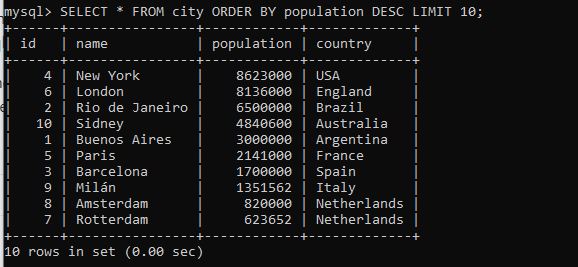 mysql> SELECT * FROM city ORDER BY population DESC LIMIT 10;
+----+----------------+------------+-------------+
| id | name           | population | country     |
+----+----------------+------------+-------------+
|  4 | New York       |    8623000 | USA         |
|  6 | London         |    8136000 | England     |
|  2 | Rio de Janeiro |    6500000 | Brazil      |
| 10 | Sidney         |    4840600 | Australia   |
|  1 | Buenos Aires   |    3000000 | Argentina   |
|  5 | Paris          |    2141000 | France      |
|  3 | Barcelona      |    1700000 | Spain       |
|  9 | Milán          |    1351562 | Italy       |
|  8 | Amsterdam      |     820000 | Netherlands |
|  7 | Rotterdam      |     623652 | Netherlands |
+----+----------------+------------+-------------+
10 rows in set (0.00 sec)